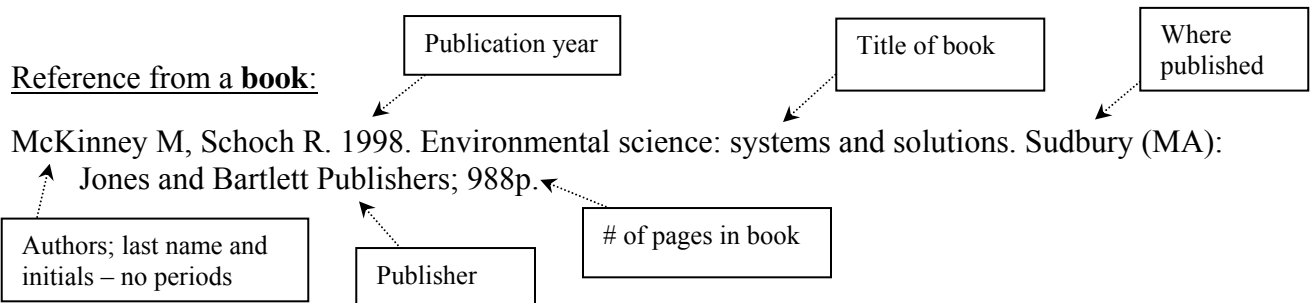 Publication year
Title of book
Where
published
Reference from a book:
McKinney M, Schoch R. 1998. Environmental science: systems and solutions. Sudbury (MA):
Jones and Bartlett Publishers; 988p.
Authors; last name and
initials – no periods
Publisher
# of pages in book